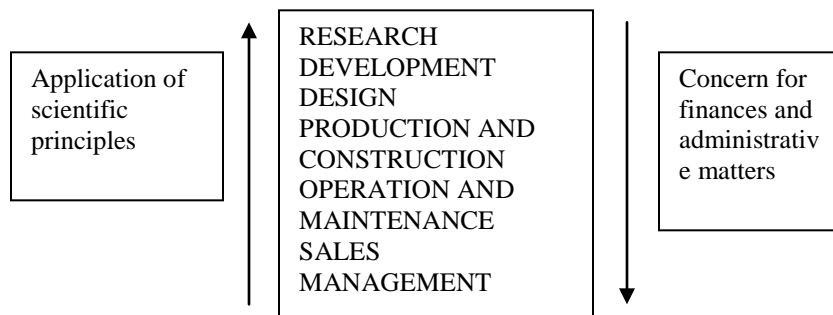 Application of
scientific
principles
RESEARCH
DEVELOPMENT
DESIGN
PRODUCTION AND
CONSTRUCTION
OPERATION AND
MAINTENANCE
SALES
MANAGEMENT
Concern for
finances and
administrativ
e matters